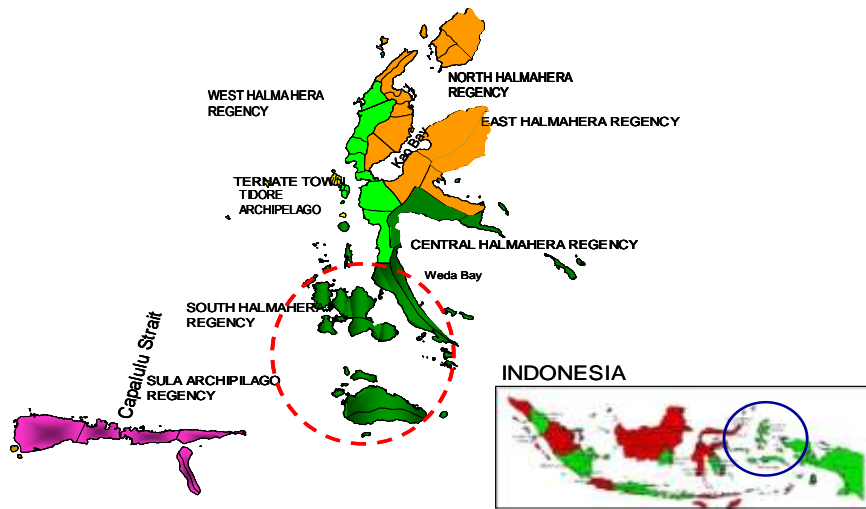 NORTH HALMAHERA
REGENCY
WEST HALMAHERA
REGENCY
EAST HALMAHERA REGENCY
Kao Bay
TERNATE TOWN
TIDORE
ARCHIPELAGO
CENTRAL HALMAHERA REGENCY
Weda Bay
SOUTH HALMAHERA
REGENCY
Capalulu Strait
SULA ARCHIPILAGO
REGENCY
INDONESIA